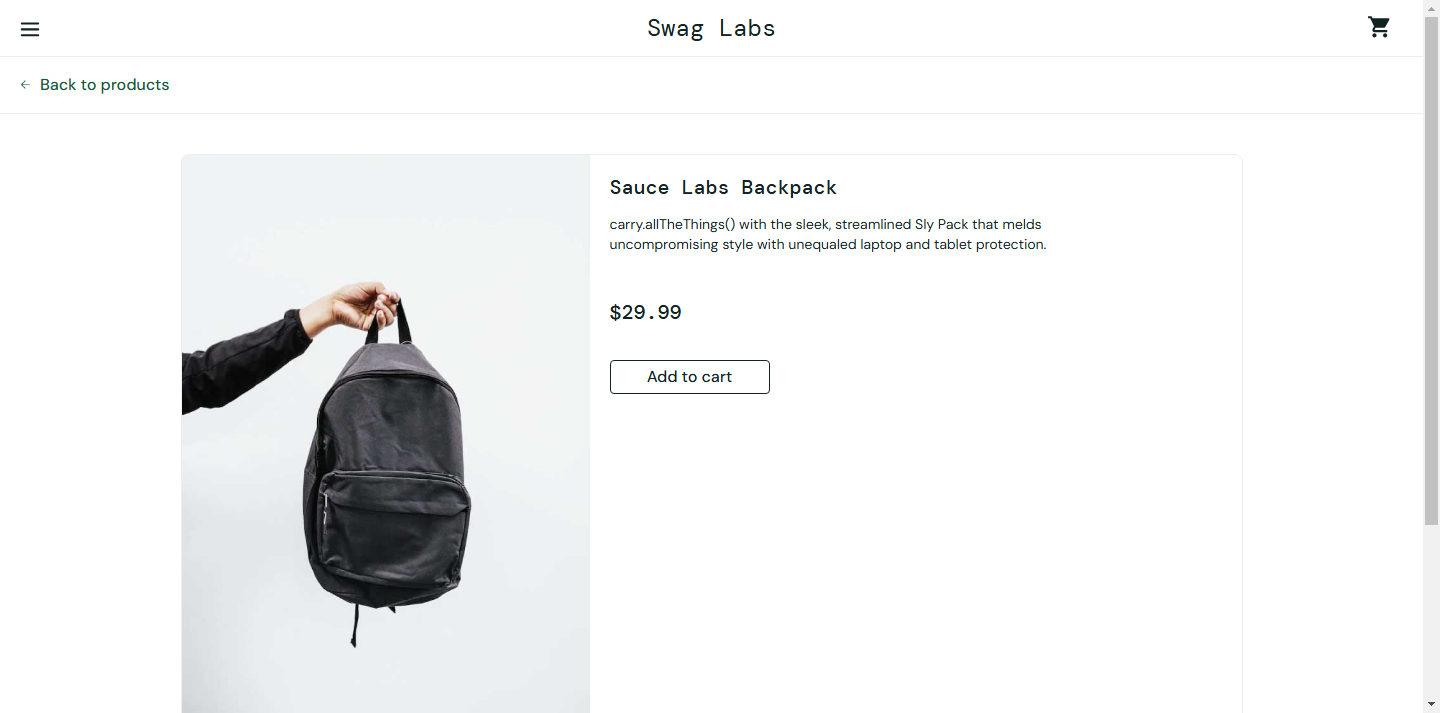 Swag Labs
Back to products
Sauce Labs Backpack
carry.allTheThings() with the sleek, streamlined Sly Pack that melds
uncompromising style with unequaled laptop and tablet protection.
$29.99
Add to cart